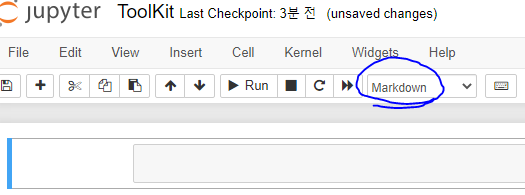 jupyter ToolKit Last Checkpoint: 3분 전 (unsaved changes)
File Edit View Insert Cell Kernel Widgets Help
Run Markdown